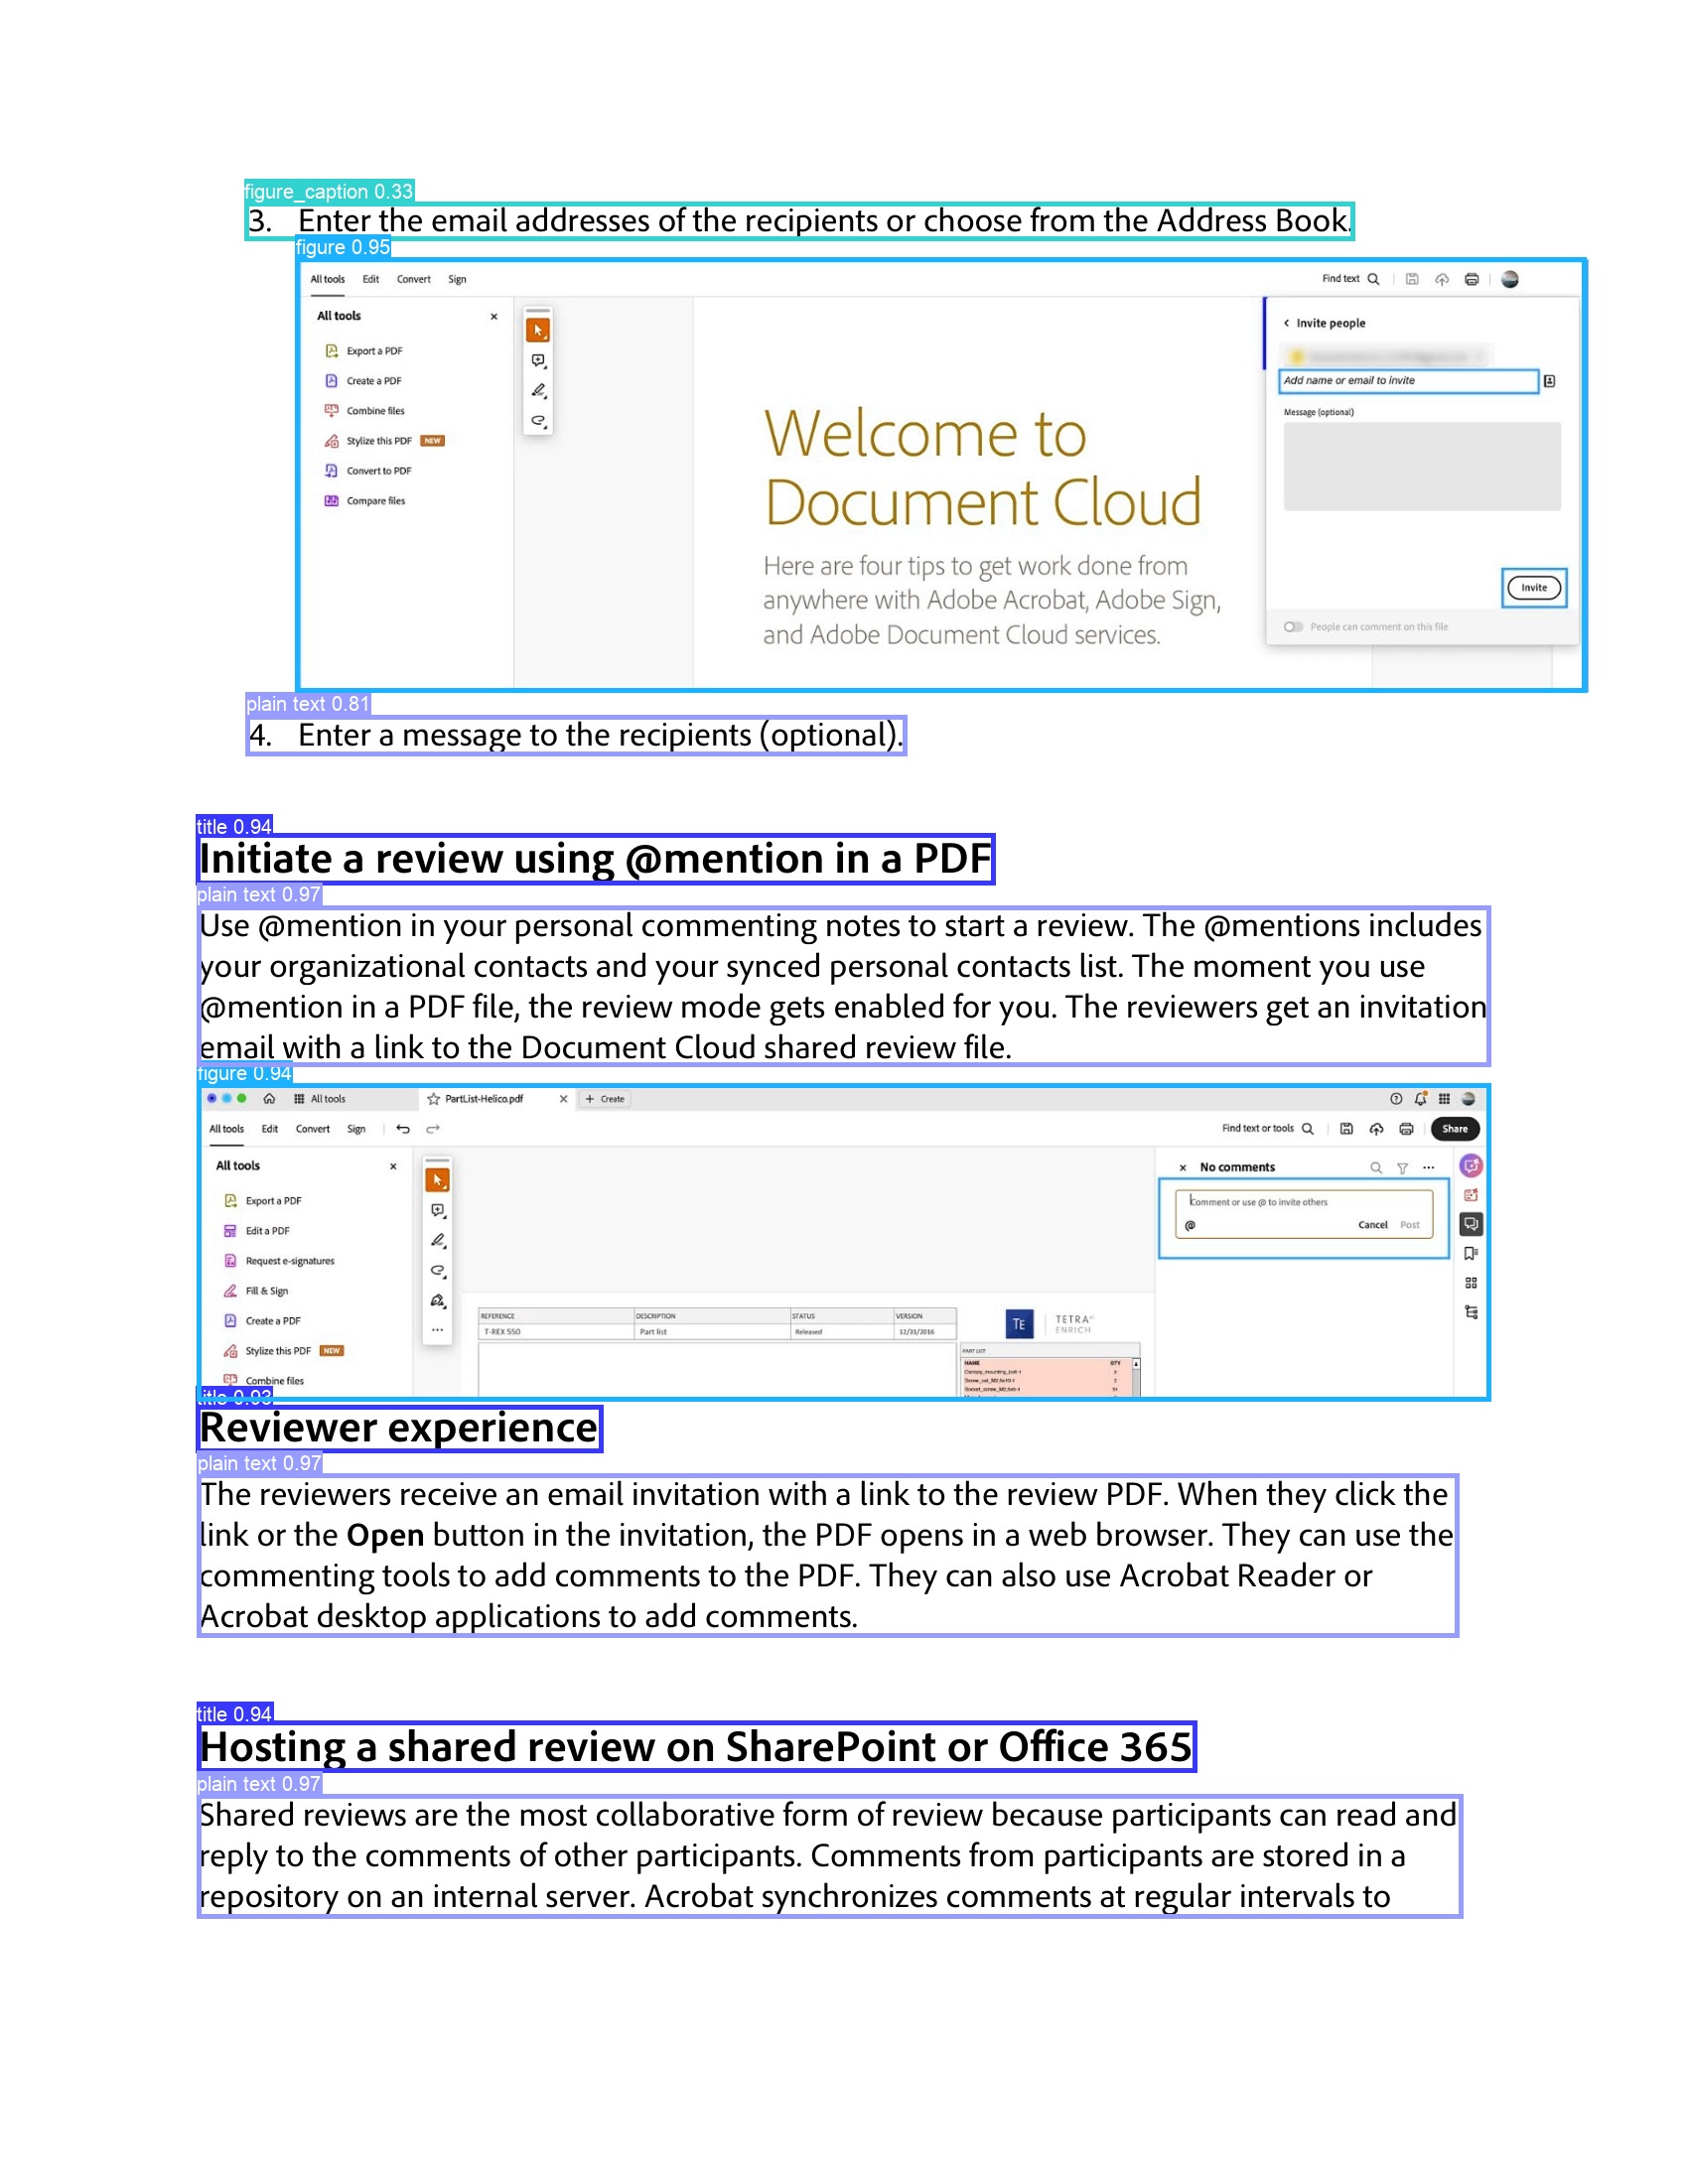 figure_caption 0.33
3. Enter the email addresses of the recipients or choose from the Address Book.
figure 0.95
All tools Edit Convert Sign Find text
All tools ×
Export a PDF
Create a PDF
Combine files
Stylize this PDF NEW
Convert to PDF
Compare files
Welcome to
Document Cloud
Here are four tips to get work done from
anywhere with Adobe Acrobat, Adobe Sign,
and Adobe Document Cloud services.
< Invite people
Add name or email to invite
Message (optional)
Invite
People can comment on this file
plain text 0.81
4. Enter a message to the recipients (optional).
title 0.94
Initiate a review using @mention in a PDF
plain text 0.97
Use @mention in your personal commenting notes to start a review. The @mentions includes
your organizational contacts and your synced personal contacts list. The moment you use
@mention in a PDF file, the review mode gets enabled for you. The reviewers get an invitation
email with a link to the Document Cloud shared review file.
figure 0.94
All tools PartList-Helico.pdf × + Create
All tools Edit Convert Sign Find text or tools Share
All tools ×
Export a PDF
Edit a PDF
Request e-signatures
Fill & Sign
Create a PDF
Stylize this PDF NEW
Combine files
REFERENCE DESCRIPTION STATUS VERSION
T-REX 550 Part list Released 12/31/2016
TE TETRA
ENRICH
PART LIST
NAME QTY
Canopy_mounting_bolt-1 2
Screw_set_M2,5x10-1 2
Socket_screw_M2,5x8-1
× No comments
Comment or use @ to invite others
@ Cancel Post
title 0.93
Reviewer experience
plain text 0.97
The reviewers receive an email invitation with a link to the review PDF. When they click the
link or the Open button in the invitation, the PDF opens in a web browser. They can use the
commenting tools to add comments to the PDF. They can also use Acrobat Reader or
Acrobat desktop applications to add comments.
title 0.94
Hosting a shared review on SharePoint or Office 365
plain text 0.97
Shared reviews are the most collaborative form of review because participants can read and
reply to the comments of other participants. Comments from participants are stored in a
repository on an internal server. Acrobat synchronizes comments at regular intervals to